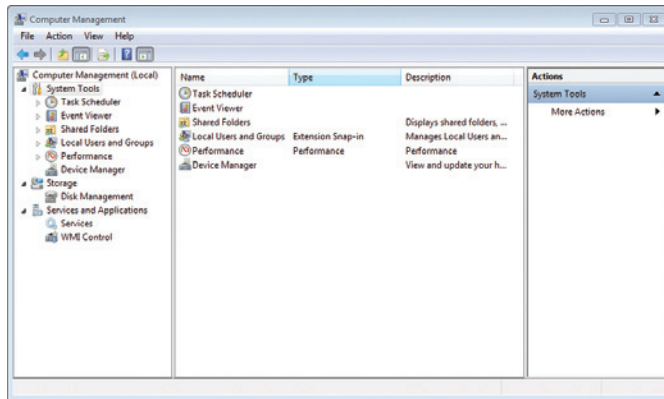 Computer Management
File Action View Help
Computer Management (Local)
System Tools
Task Scheduler
Event Viewer
Shared Folders
Local Users and Groups
Performance
Device Manager
Storage
Disk Management
Services and Applications
Services
WMI Control
Name Type Description
Task Scheduler
Event Viewer
Shared Folders Displays shared folders, ...
Local Users and Groups Extension Snap-in Manages Local Users an...
Performance Performance Performance
Device Manager View and update your h...
Actions
System Tools
More Actions